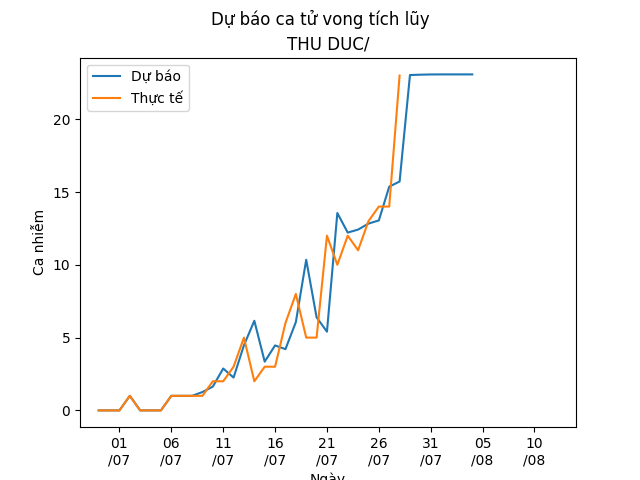 Dự báo ca tử vong tích lũy
THU DUC/
Dự báo
Thực tế
Ca nhiễm
20
15
10
5
0
01 06 11 16 21 26 31 05 10
/07 /07 /07 /07 /07 /07 /07 /08 /08
Ngày